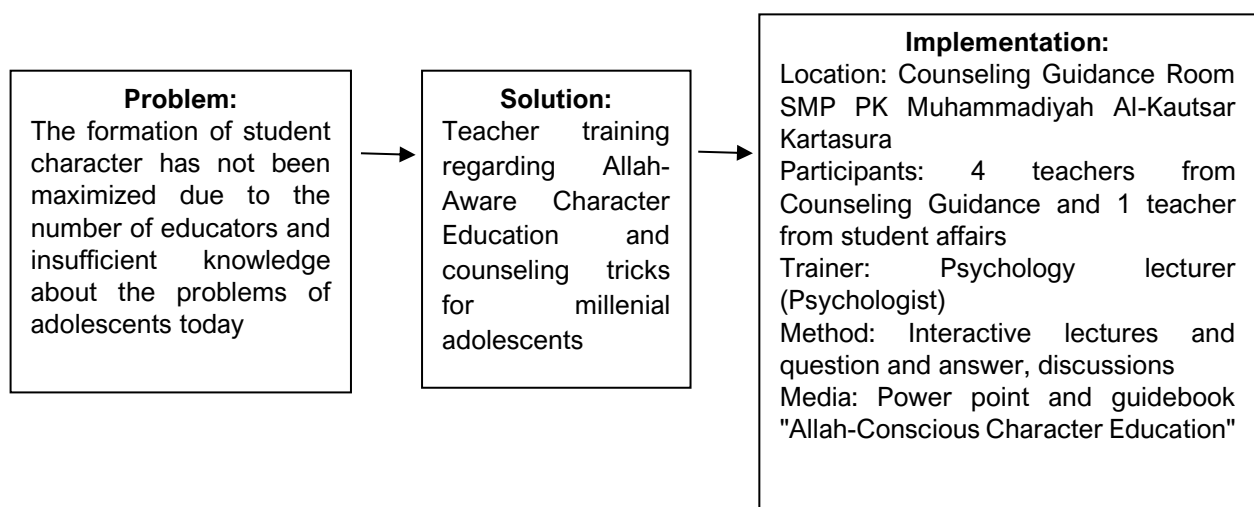 Problem:
The formation of student
character has not been
maximized due to the
number of educators and
insufficient knowledge
about the problems of
adolescents today
Solution:
Teacher training
regarding Allah-
Aware Character
Education and
counseling tricks
for millenial
adolescents
Implementation:
Location: Counseling Guidance Room
SMP PK Muhammadiyah Al-Kautsar
Kartasura
Participants: 4 teachers from
Counseling Guidance and 1 teacher
from student affairs
Trainer: Psychology lecturer
(Psychologist)
Method: Interactive lectures and
question and answer, discussions
Media: Power point and guidebook
"Allah-Conscious Character Education"